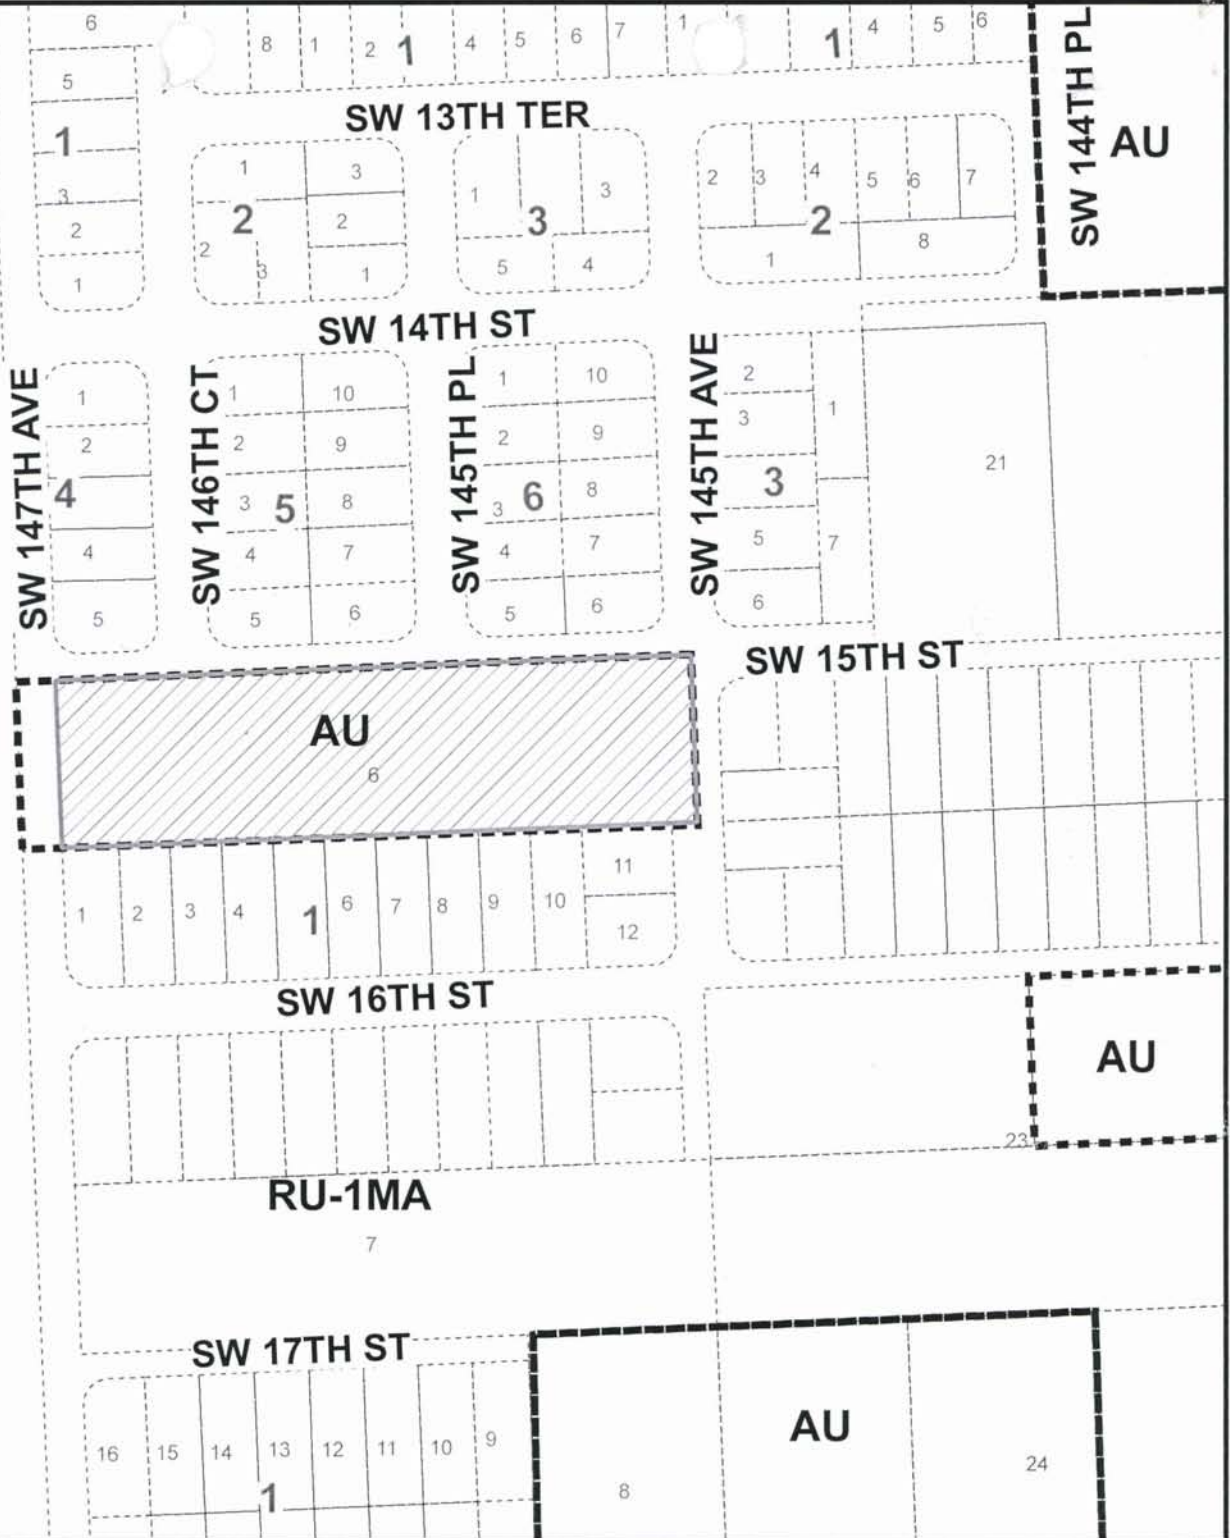 6
8 1 2 1 4 5 6 7 1
1 4 5 6
5
1
3
2
1
SW 13TH TER
SW 144TH PL
AU
1 3
2 2
2
3 1
1 3
3
5 4
2 3 4 5 6 7
2
1 8
SW 14TH ST
SW 147TH AVE
1
2
4
4
5
SW 146TH CT
1 10
2 9
3 5 8
4 7
5 6
SW 145TH PL
1 10
2 9
3 6 8
4 7
5 6
SW 145TH AVE
2
3 1
3
5 7
6
21
SW 15TH ST
AU
6
1 2 3 4 1 6 7 8 9 10 11
12
SW 16TH ST
AU
23
RU-1MA
7
SW 17TH ST
16 15 14 13 12 11 10 9
1
AU
8
24